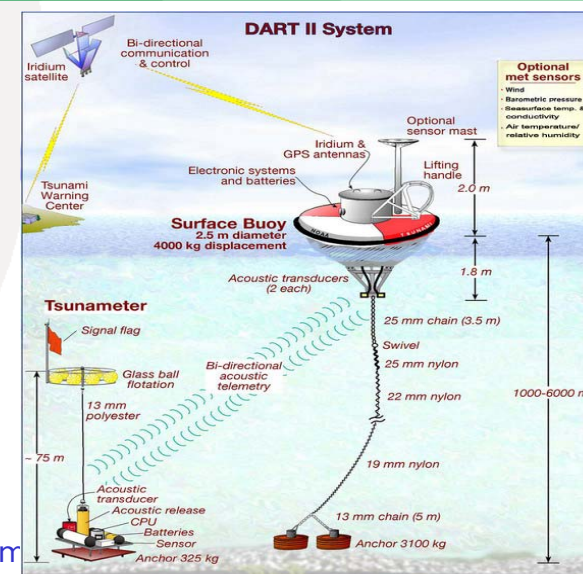 DART II System
Iridium
satellite
Bi-directional
communication
& control
Optional
met sensors
· Wind
· Barometric pressure
· Seasurface temp. &
conductivity
· Air temperature/
relative humidity
Optional
sensor mast
Iridium &
GPS antennas
Lifting
handle
2.0 m
Electronic systems
and batteries
Tsunami
Warning
Center
Surface Buoy
2.5 m diameter
4000 kg displacement
NOAA
TSUNAMI
1.8 m
Acoustic transducers
(2 each)
Tsunameter
Signal flag
25 mm chain (3.5 m)
Swivel
Glass ball
flotation
Bi-directional
acoustic
telemetry
25 mm nylon
22 mm nylon
1000-6000 m
13 mm
polyester
~ 75 m
19 mm nylon
Acoustic
transducer
Acoustic release
CPU
Batteries
Sensor
Anchor 325 kg
13 mm chain (5 m)
Anchor 3100 kg
m